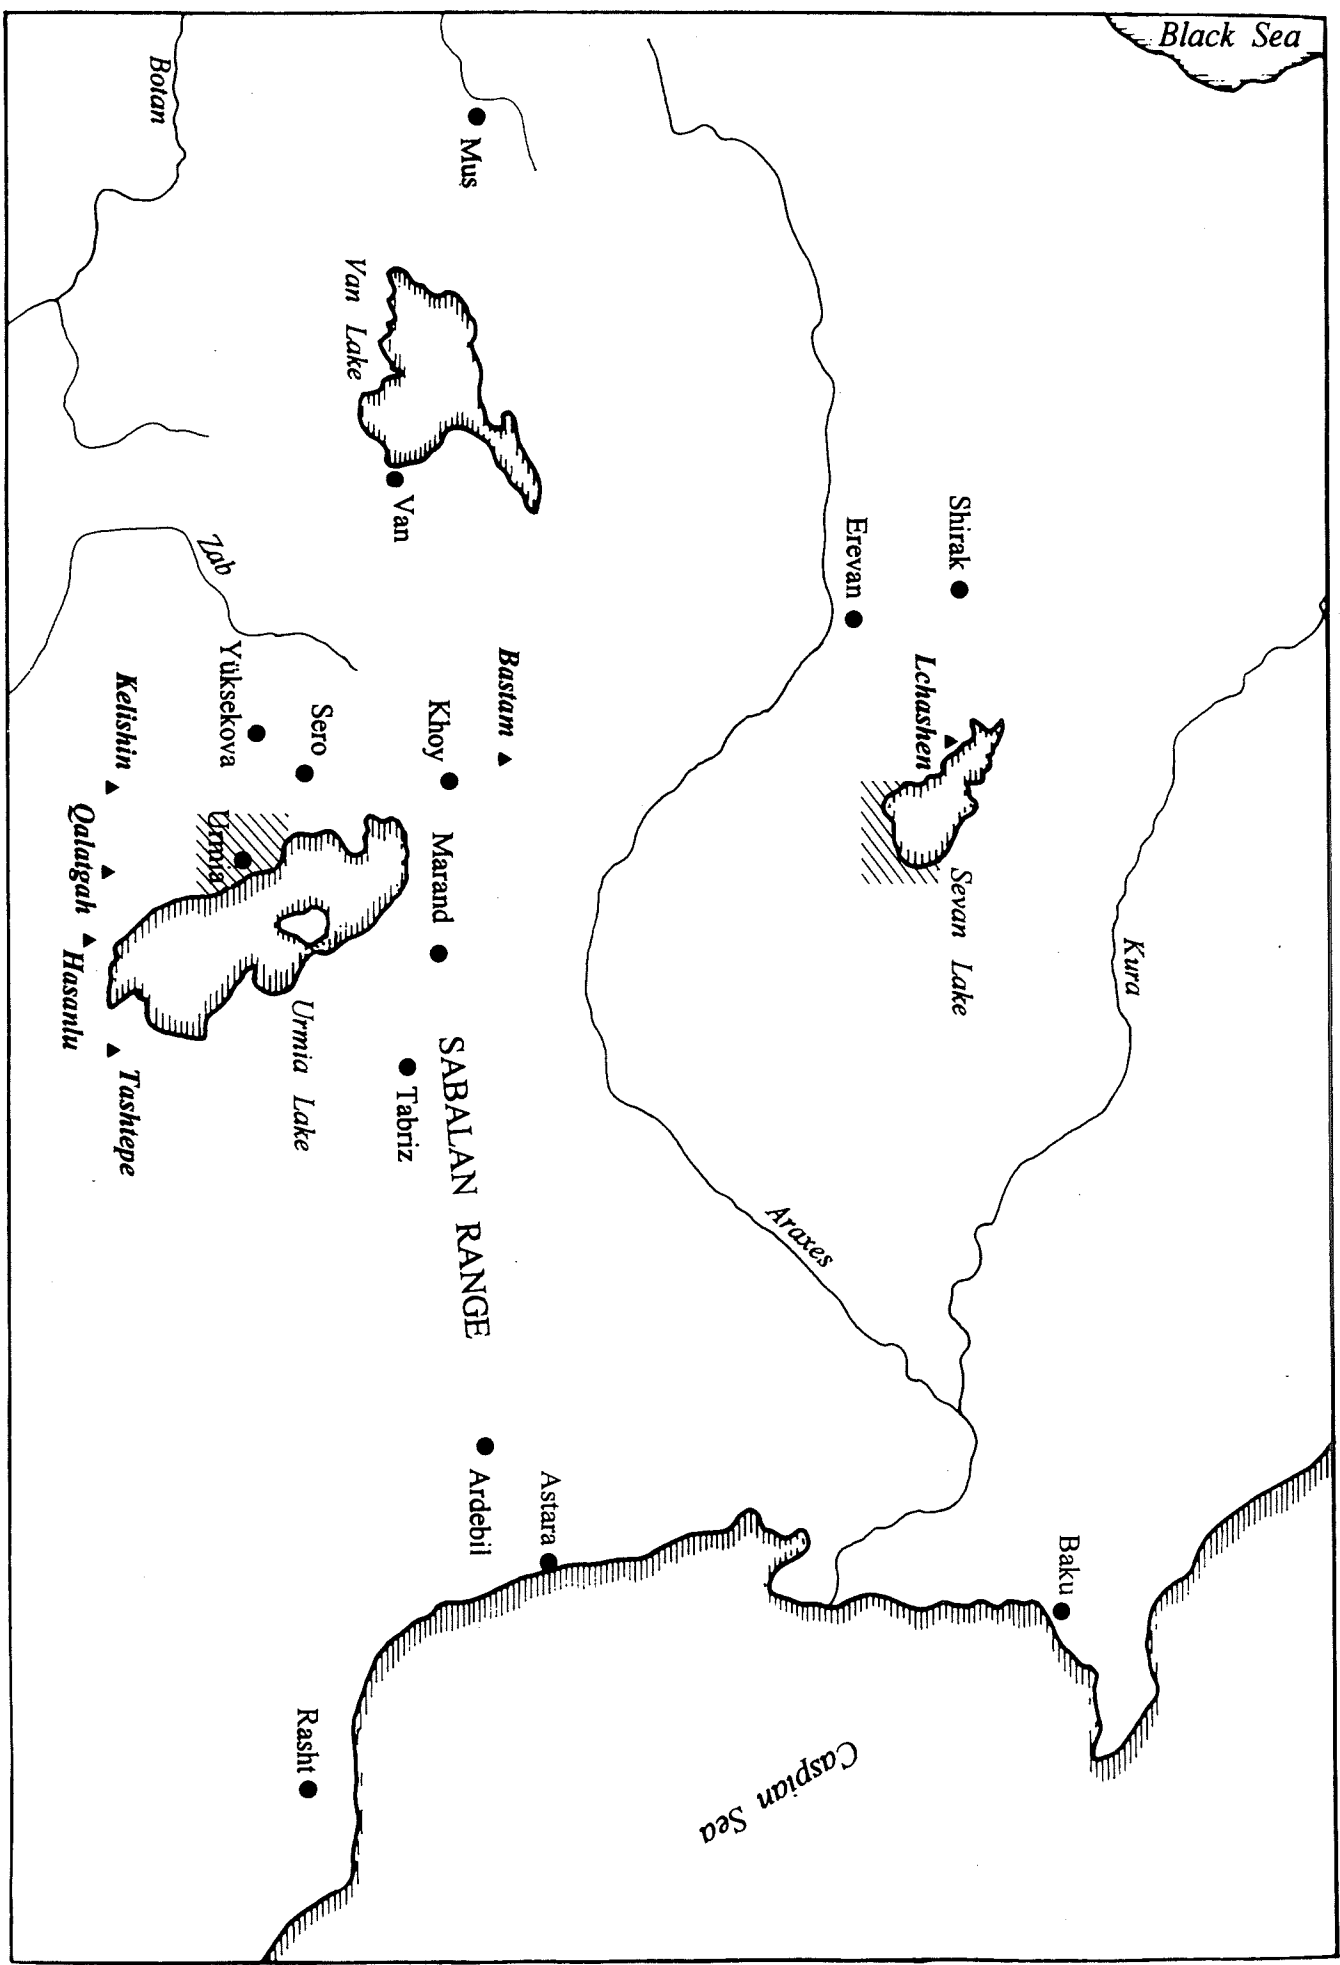 Black Sea
Botan
Muş
Van Lake
Van
Zab
Shirak
Erevan
Lchashen
Sevan Lake
Kura
Bastam
Khoy
Marand
Sero
Yüksekova
Urmia
Kelishin
Qalatgah
Hasanlu
Tashtepe
Urmia Lake
Tabriz
SABALAN RANGE
Araxes
Ardebil
Astara
Baku
Rasht
Caspian Sea